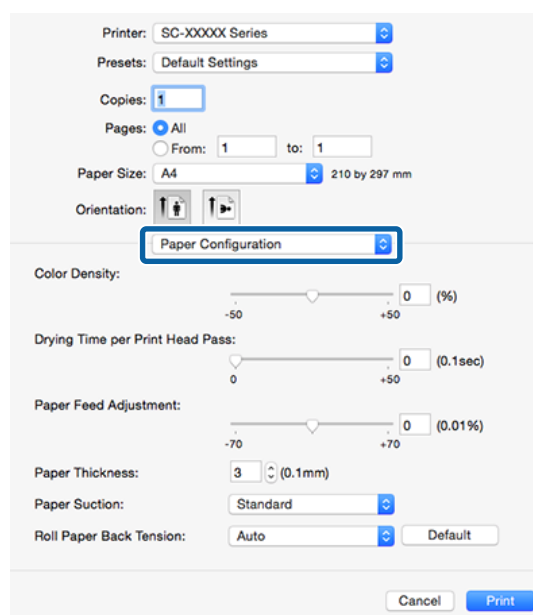 Printer: SC-XXXXX Series
Presets: Default Settings
Copies: 1
Pages: All
From: 1 to: 1
Paper Size: A4 210 by 297 mm
Orientation:
Paper Configuration
Color Density:
0 (%)
-50 +50
Drying Time per Print Head Pass:
0 (0.1sec)
0 +50
Paper Feed Adjustment:
0 (0.01%)
-70 +70
Paper Thickness: 3 (0.1mm)
Paper Suction: Standard
Roll Paper Back Tension: Auto Default
Cancel Print